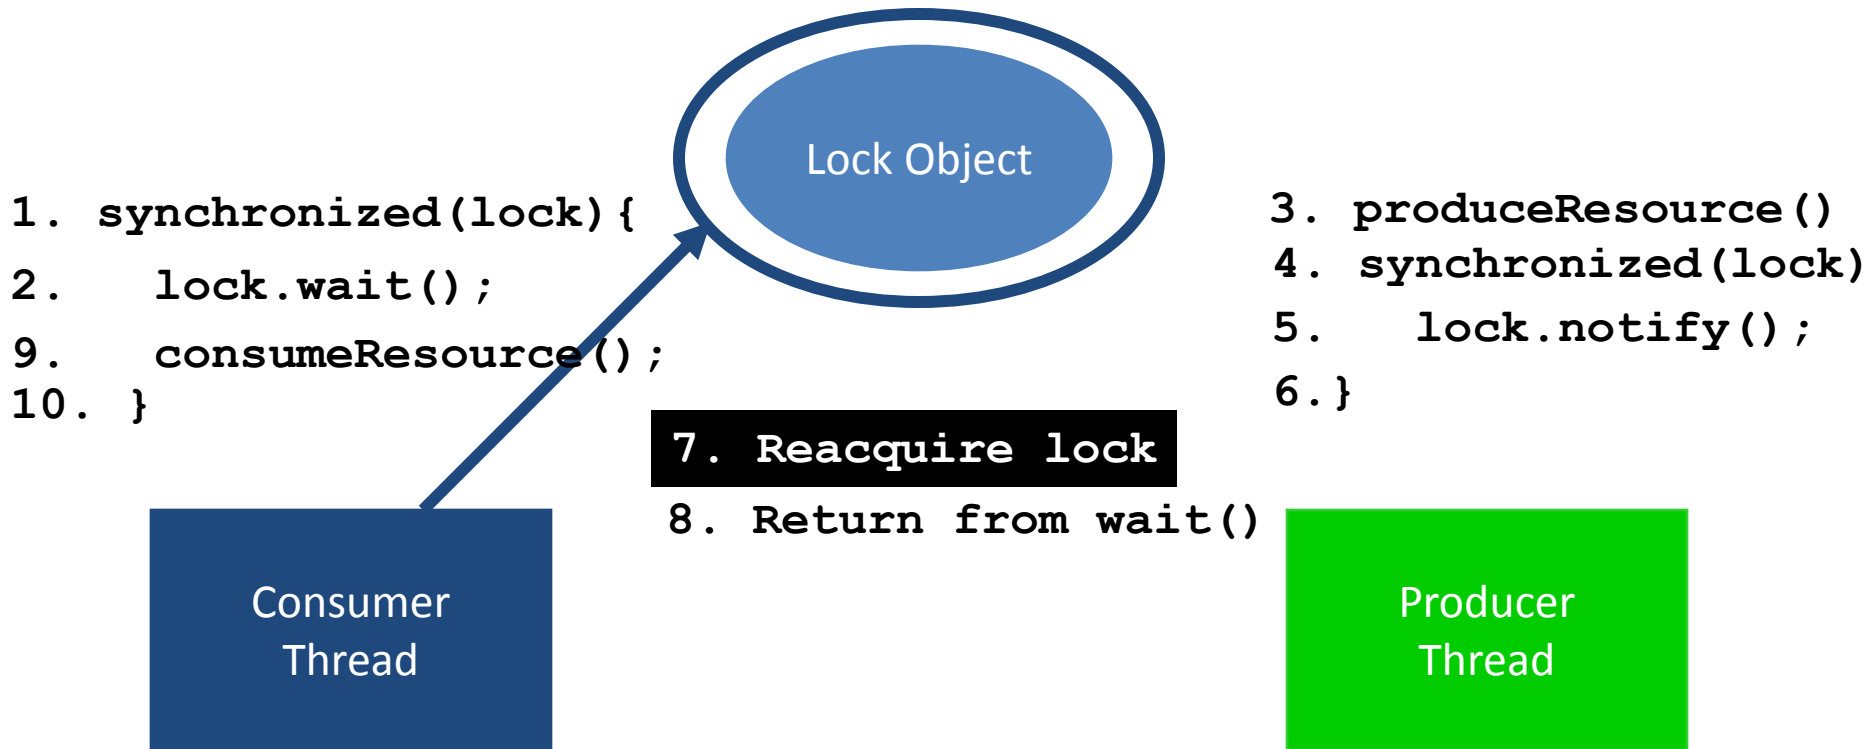 Lock Object
1. synchronized(lock){
2. lock.wait();
9. consumeResource();
10. }
3. produceResource()
4. synchronized(lock)
5. lock.notify();
6.}
7. Reacquire lock
8. Return from wait()
Consumer
Thread
Producer
Thread